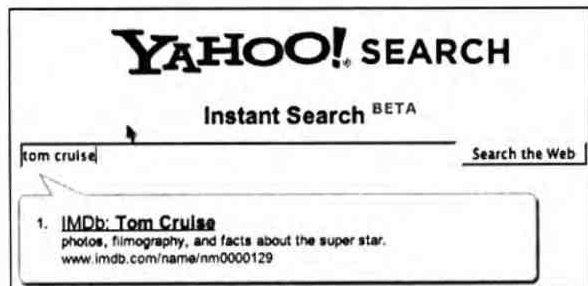 YAHOO! SEARCH
Instant Search BETA
tom cruise
Search the Web
1. IMDb: Tom Cruise
photos, filmography, and facts about the super star.
www.imdb.com/name/nm0000129